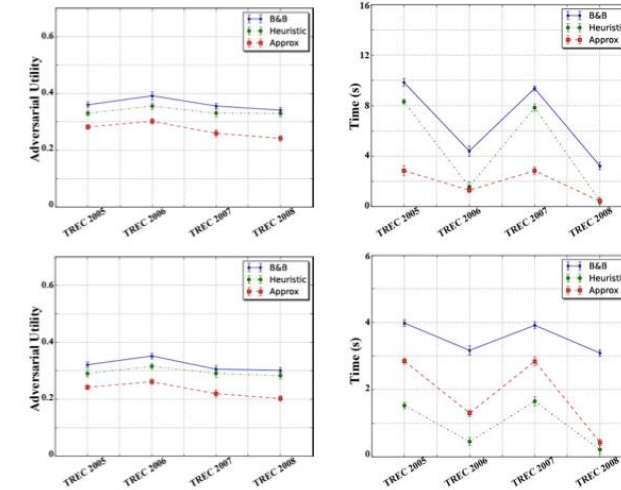 Adversarial Utility
0.6
0.4
0.2
0
B&B
Heuristic
Approx
TREC 2005
TREC 2006
TREC 2007
TREC 2008
Time (s)
16
12
8
4
0
B&B
Heuristic
Approx
TREC 2005
TREC 2006
TREC 2007
TREC 2008
Adversarial Utility
0.6
0.4
0.2
0
B&B
Heuristic
Approx
TREC 2005
TREC 2006
TREC 2007
TREC 2008
Time (s)
6
4
2
0
B&B
Heuristic
Approx
TREC 2005
TREC 2006
TREC 2007
TREC 2008